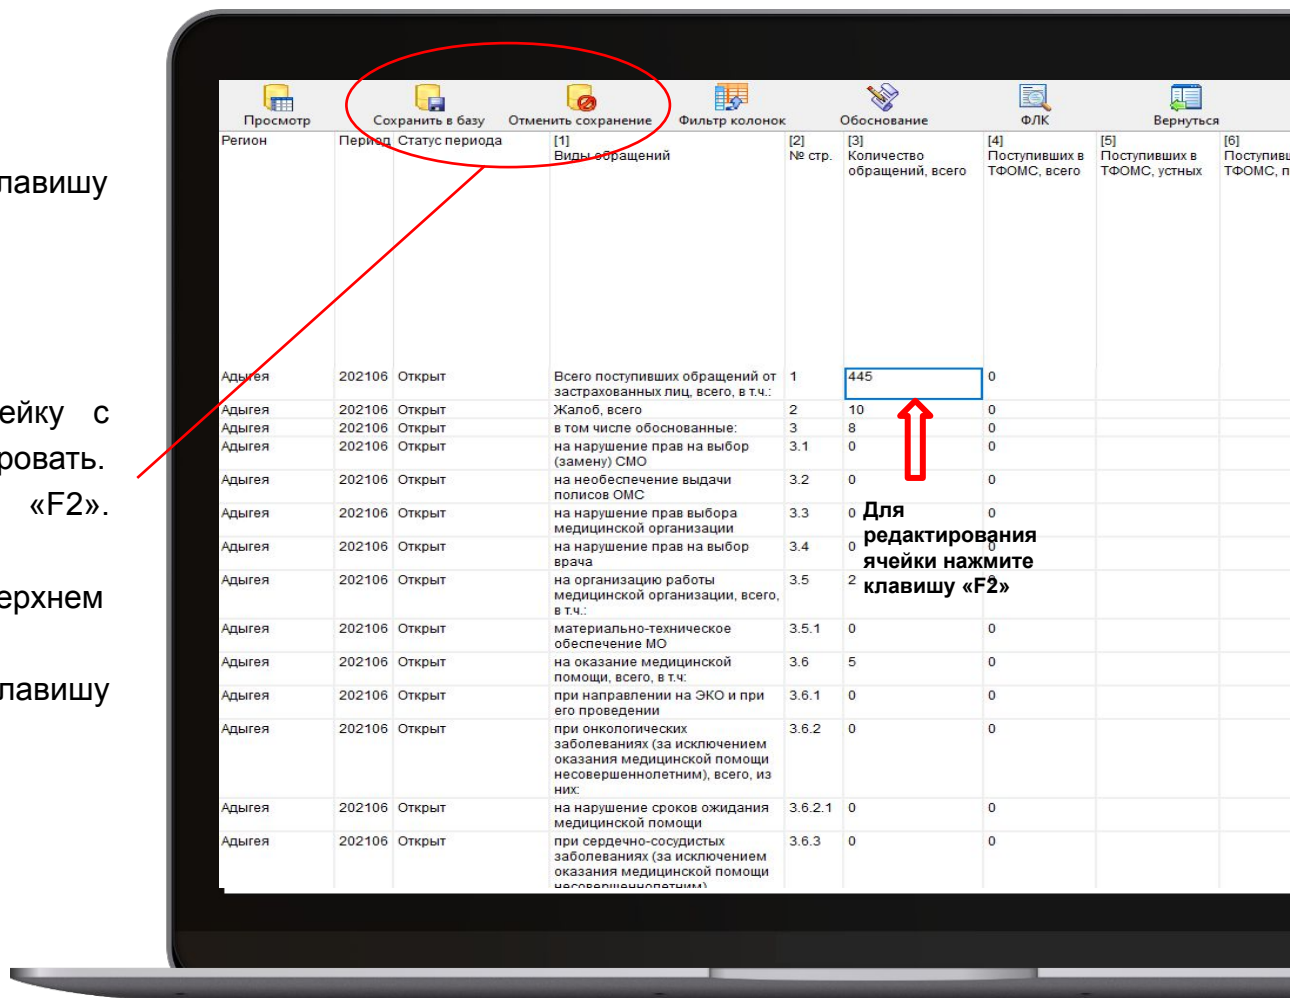 лавишу
ейку с
ровать.
«F2».
ерхнем
лавишу
Просмотр Сохранить в базу Отменить сохранение Фильтр колонок Обоснование ФЛК Вернуться
Регион Период Статус периода [1] Виды обращений [2] № стр. [3] Количество обращений, всего [4] Поступивших в ТФОМС, всего [5] Поступивших в ТФОМС, устных [6] Поступивш ТФОМС, п
Адыгея 202106 Открыт Всего поступивших обращений от 1 445 0
застрахованных лиц, всего, в т.ч.:
Адыгея 202106 Открыт Жалоб, всего 2 10 0
Адыгея 202106 Открыт в том числе обоснованные: 3 8 0
Адыгея 202106 Открыт на нарушение прав на выбор 3.1 0 0
(замену) СМО
Адыгея 202106 Открыт на необеспечение выдачи 3.2 0 0
полисов ОМС
Адыгея 202106 Открыт на нарушение прав выбора 3.3 0 0
медицинской организации
Адыгея 202106 Открыт на нарушение прав на выбор 3.4 0 0
врача
Адыгея 202106 Открыт на организацию работы 3.5 2
медицинской организации, всего,
в т.ч.:
Адыгея 202106 Открыт материально-техническое 3.5.1 0 0
обеспечение МО
Адыгея 202106 Открыт на оказание медицинской 3.6 5 0
помощи, всего, в т.ч:
Адыгея 202106 Открыт при направлении на ЭКО и при 3.6.1 0 0
его проведении
Адыгея 202106 Открыт при онкологических 3.6.2 0 0
заболеваниях (за исключением
оказания медицинской помощи
несовершеннолетним), всего, из
них:
Адыгея 202106 Открыт на нарушение сроков ожидания 3.6.2.1 0 0
медицинской помощи
Адыгея 202106 Открыт при сердечно-сосудистых 3.6.3 0 0
заболеваниях (за исключением
оказания медицинской помощи
несовершеннолетним)
Для
редактирования
ячейки нажмите
клавишу «F2»